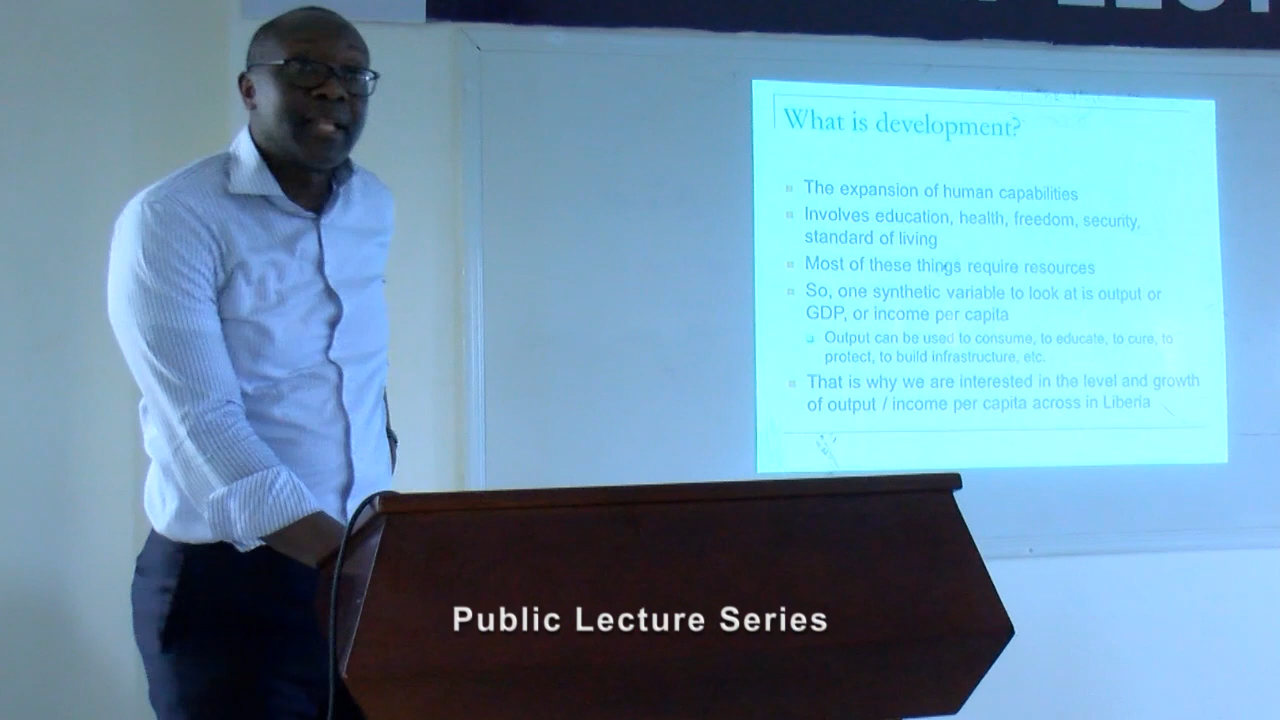 What is development?
The expansion of human capabilities
Involves education, health, freedom, security,
standard of living
Most of these things require resources
So, one synthetic variable to look at is output or
GDP, or income per capita
Output can be used to consume, to educate, to cure, to
protect, to build infrastructure, etc.
That is why we are interested in the level and growth
of output / income per capita across in Liberia
Public Lecture Series